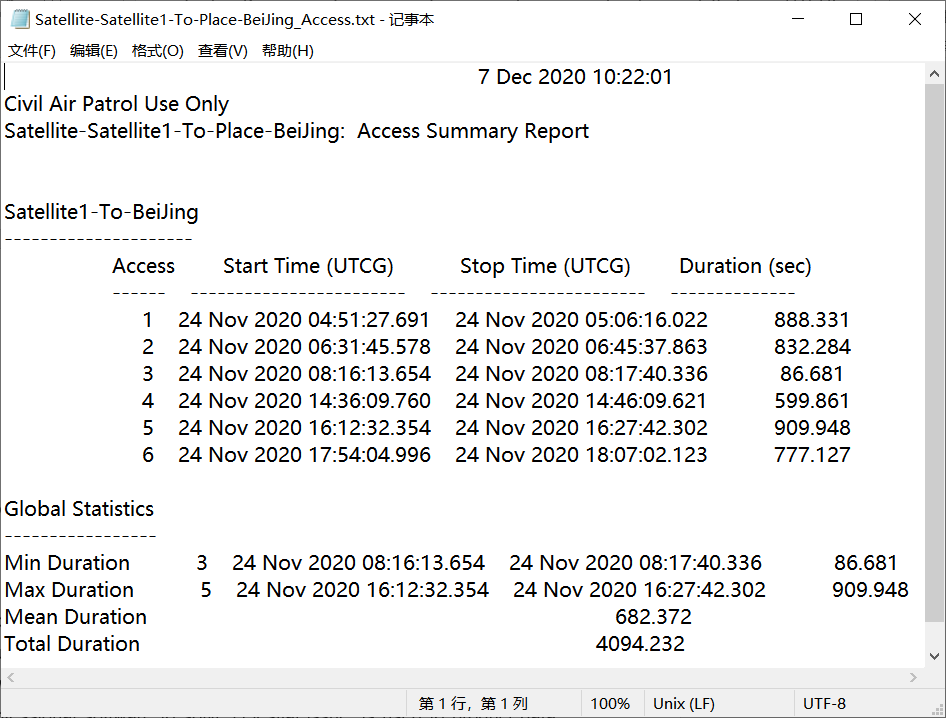 Satellite-Satellite1-To-Place-BeiJing_Access.txt - 记事本
文件(F) 编辑(E) 格式(O) 查看(V) 帮助(H)
7 Dec 2020 10:22:01
Civil Air Patrol Use Only
Satellite-Satellite1-To-Place-BeiJing:  Access Summary Report
Satellite1-To-BeiJing
---------------------
Access Start Time (UTCG) Stop Time (UTCG) Duration (sec)
------ ------------------------ ------------------------ --------------
1 24 Nov 2020 04:51:27.691 24 Nov 2020 05:06:16.022 888.331
2 24 Nov 2020 06:31:45.578 24 Nov 2020 06:45:37.863 832.284
3 24 Nov 2020 08:16:13.654 24 Nov 2020 08:17:40.336 86.681
4 24 Nov 2020 14:36:09.760 24 Nov 2020 14:46:09.621 599.861
5 24 Nov 2020 16:12:32.354 24 Nov 2020 16:27:42.302 909.948
6 24 Nov 2020 17:54:04.996 24 Nov 2020 18:07:02.123 777.127
Global Statistics
-----------------
Min Duration 3 24 Nov 2020 08:16:13.654 24 Nov 2020 08:17:40.336 86.681
Max Duration 5 24 Nov 2020 16:12:32.354 24 Nov 2020 16:27:42.302 909.948
Mean Duration 682.372
Total Duration 4094.232
第 1 行，第 1 列 100% Unix (LF) UTF-8